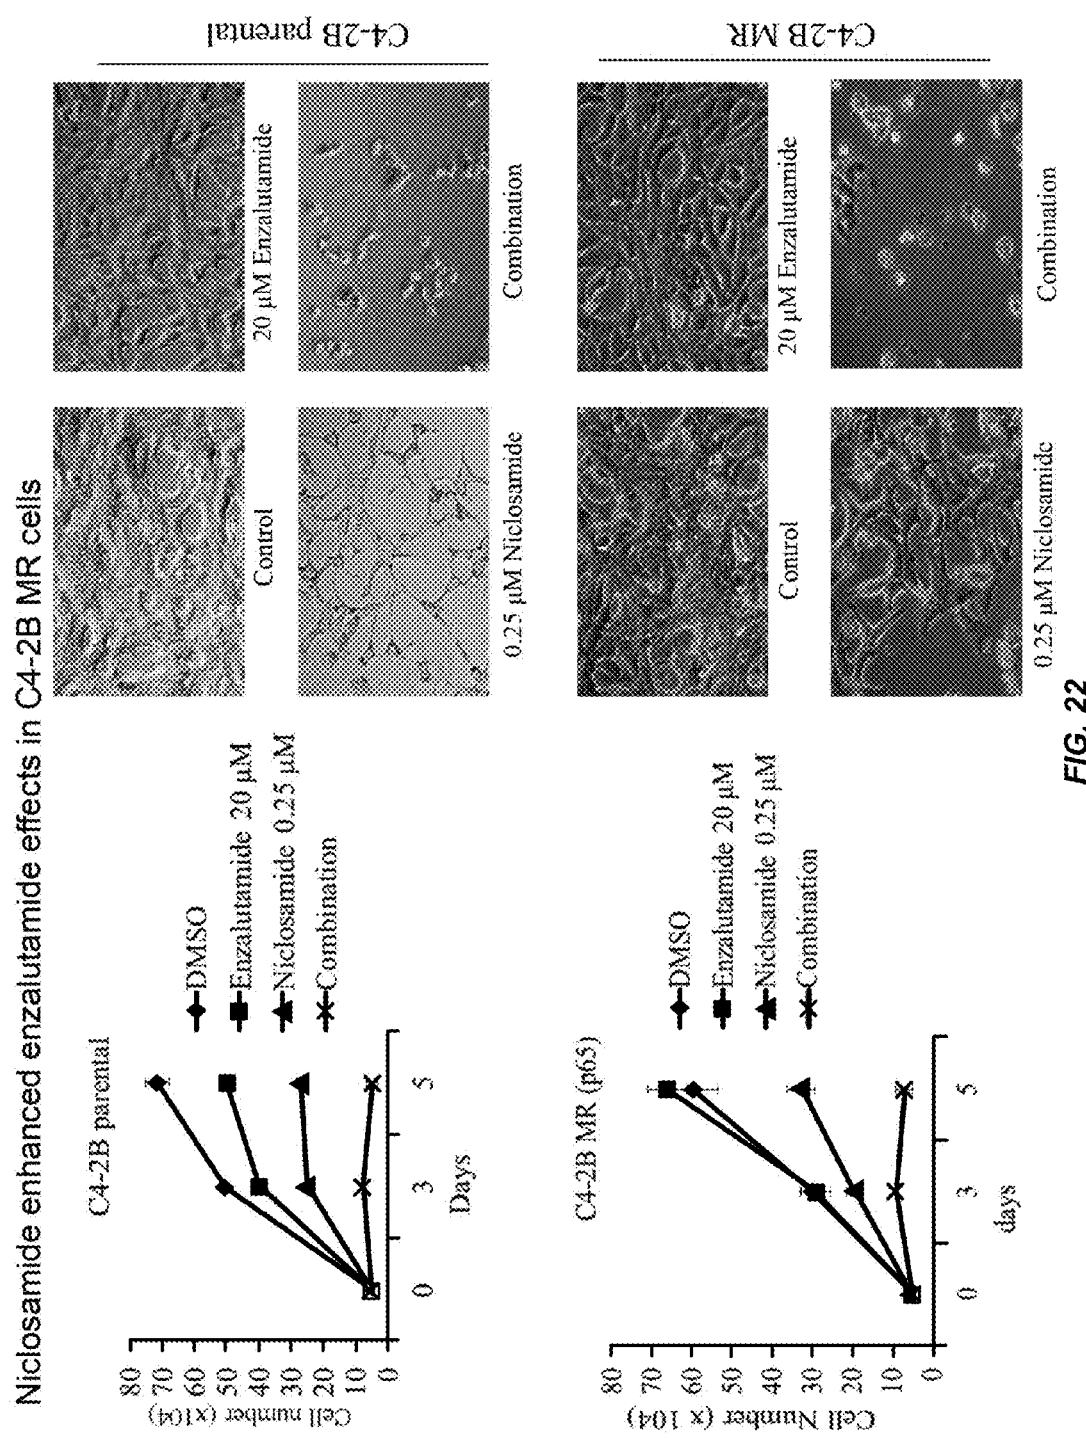 Niclosamide enhanced enzalutamide effects in C4-2B MR cells
C4-2B parental
Cell number (x104)
80
70
60
50
40
30
20
10
0
0
3
5
Days
DMSO
Enzalutamide 20 µM
Niclosamide 0.25 µM
Combination
Control
20 µM Enzalutamide
0.25 µM Niclosamide
Combination
C4-2B parental
C4-2B MR (p65)
Cell Number (x 104)
80
70
60
50
40
30
20
10
0
0
3
5
days
DMSO
Enzalutamide 20 µM
Niclosamide 0.25 µM
Combination
Control
20 µM Enzalutamide
0.25 µM Niclosamide
Combination
C4-2B MR
FIG. 22